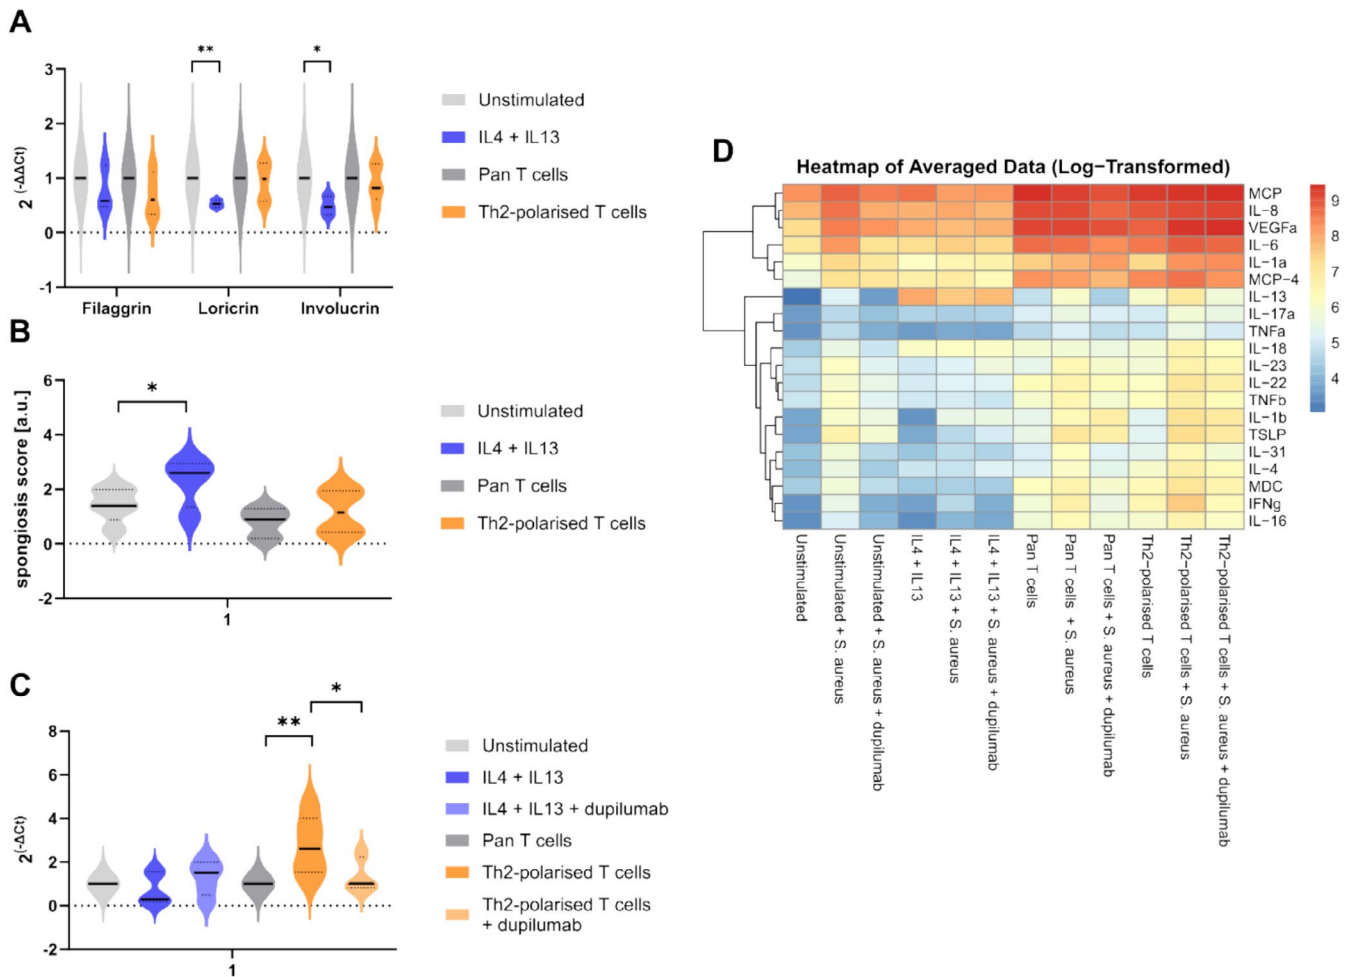 A
**
*
3
2
1
0
-1
2 (-ΔΔCt)
Filaggrin
Loricrin
Involucrin
Unstimulated
IL4 + IL13
Pan T cells
Th2-polarised T cells
B
*
6
4
2
0
-2
spongiosis score [a.u.]
1
Unstimulated
IL4 + IL13
Pan T cells
Th2-polarised T cells
C
*
**
8
6
4
2
0
-2
2(-ΔCt)
1
Unstimulated
IL4 + IL13
IL4 + IL13 + dupilumab
Pan T cells
Th2-polarised T cells
Th2-polarised T cells
+ dupilumab
D
Heatmap of Averaged Data (Log−Transformed)
MCP
IL−8
VEGFa
IL−6
IL−1a
MCP−4
IL−13
IL−17a
TNFa
IL−18
IL−23
IL−22
TNFb
IL−1b
TSLP
IL−31
IL−4
MDC
IFNg
IL−16
9
8
7
6
5
4
Unstimulated
Unstimulated + S. aureus
Unstimulated + S. aureus + dupilumab
IL4 + IL13
IL4 + IL13 + S. aureus
IL4 + IL13 + S. aureus + dupilumab
Pan T cells
Pan T cells + S. aureus
Pan T cells + S. aureus + dupilumab
Th2−polarised T cells
Th2−polarised T cells + S. aureus
Th2−polarised T cells + S. aureus + dupilumab